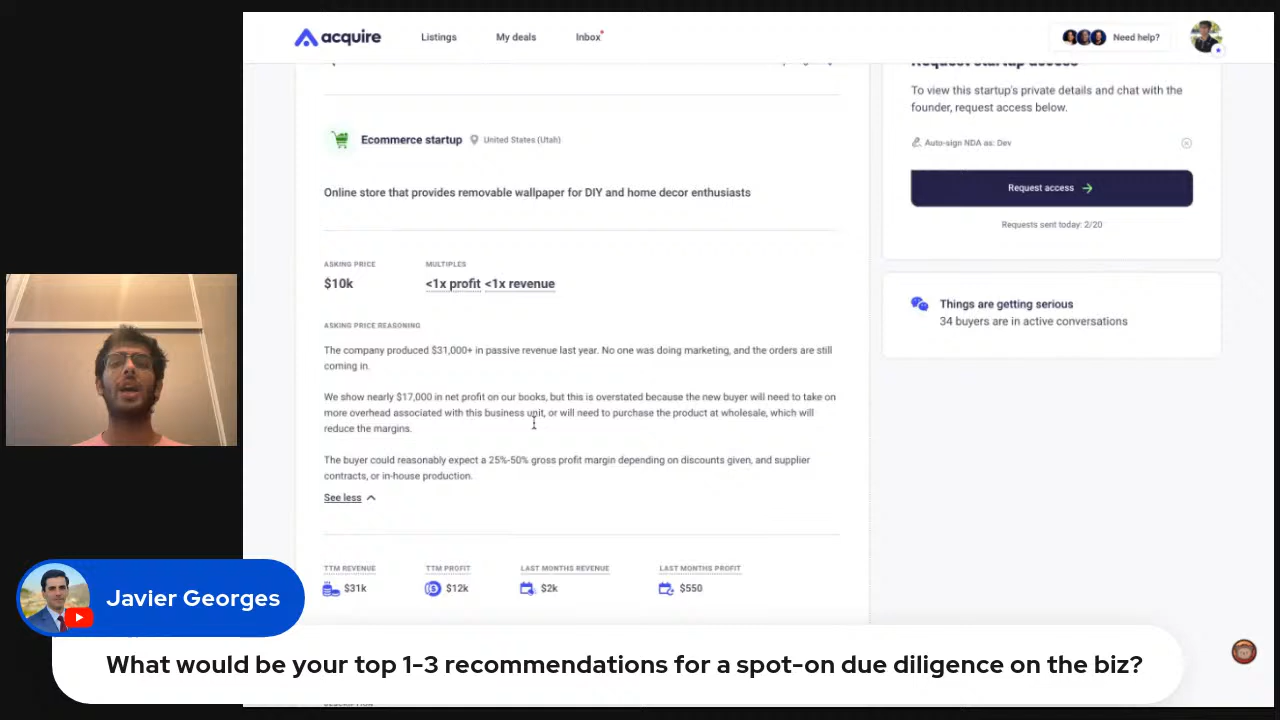 acquire
Listings
My deals
Inbox
Need help?
Request startup access
To view this startup's private details and chat with the
founder, request access below.
Auto-sign NDA as: Dev
Request access
Requests sent today: 2/20
Things are getting serious
34 buyers are in active conversations
Ecommerce startup
United States (Utah)
Online store that provides removable wallpaper for DIY and home decor enthusiasts
ASKING PRICE
$10k
MULTIPLES
<1x profit <1x revenue
ASKING PRICE REASONING
The company produced $31,000+ in passive revenue last year. No one was doing marketing, and the orders are still
coming in.
We show nearly $17,000 in net profit on our books, but this is overstated because the new buyer will need to take on
more overhead associated with this business unit, or will need to purchase the product at wholesale, which will
reduce the margins.
The buyer could reasonably expect a 25%-50% gross profit margin depending on discounts given, and supplier
contracts, or in-house production.
See less
TTM REVENUE
$31k
TTM PROFIT
$12k
LAST MONTHS REVENUE
$2k
LAST MONTHS PROFIT
$550
Javier Georges
What would be your top 1-3 recommendations for a spot-on due diligence on the biz?